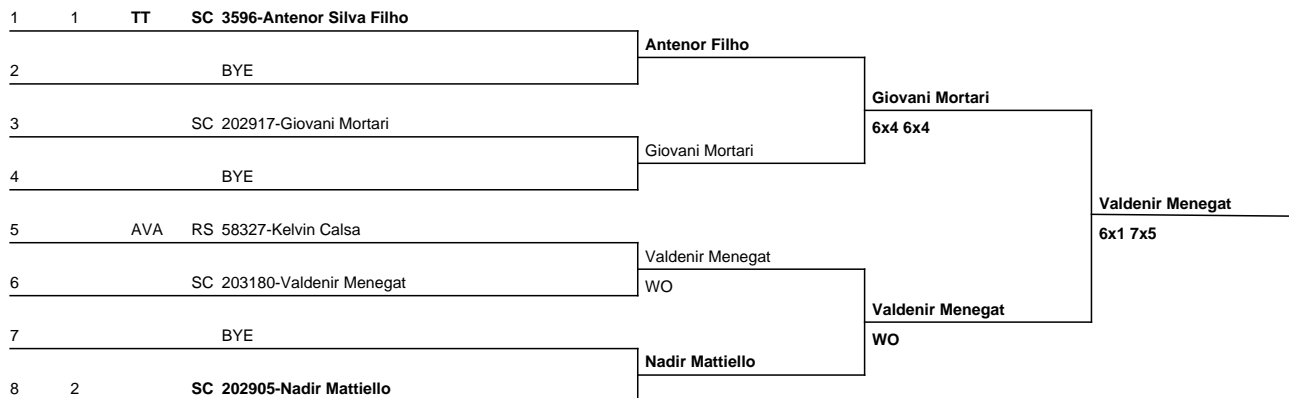 1 1 TT SC 3596-Antenor Silva Filho
Antenor Filho
2 BYE
Giovani Mortari
3 SC 202917-Giovani Mortari
6x4 6x4
Giovani Mortari
4 BYE
Valdenir Menegat
5 AVA RS 58327-Kelvin Calsa
6x1 7x5
Valdenir Menegat
6 SC 203180-Valdenir Menegat
WO
Valdenir Menegat
7 BYE
WO
Nadir Mattiello
8 2 SC 202905-Nadir Mattiello